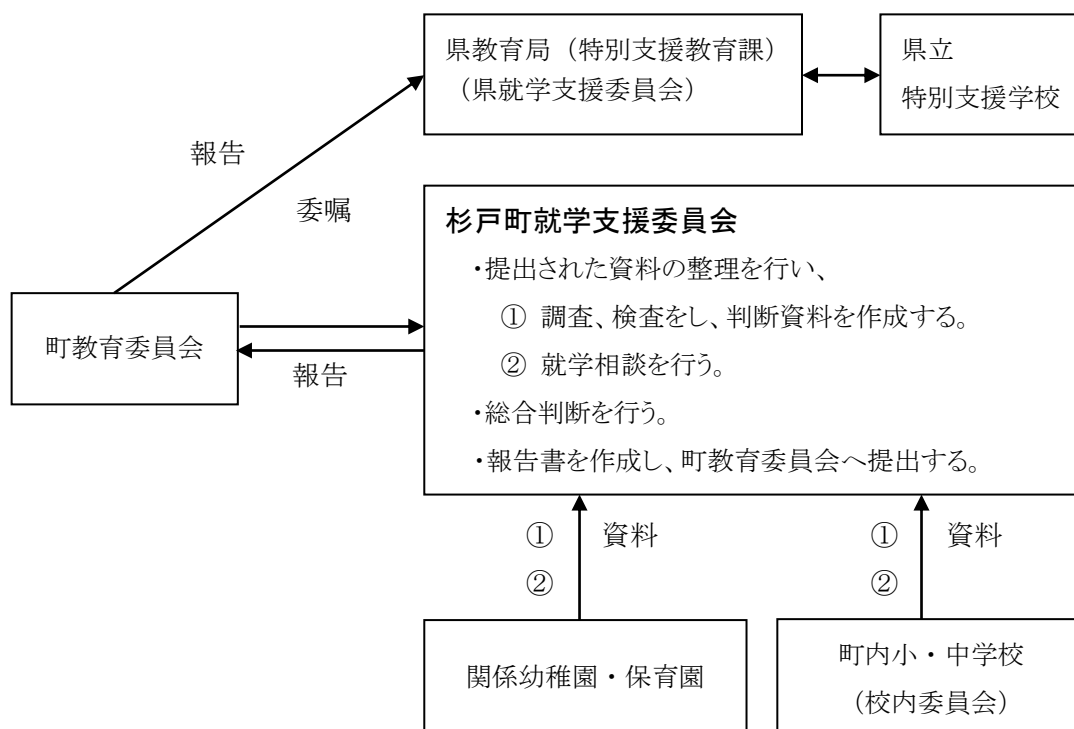 県教育局（特別支援教育課）
（県就学支援委員会）
県立
特別支援学校
報告
委嘱
杉戸町就学支援委員会
・提出された資料の整理を行い、
① 調査、検査をし、判断資料を作成する。
② 就学相談を行う。
・総合判断を行う。
・報告書を作成し、町教育委員会へ提出する。
町教育委員会
報告
① 資料
②
① 資料
②
関係幼稚園・保育園
町内小・中学校
（校内委員会）